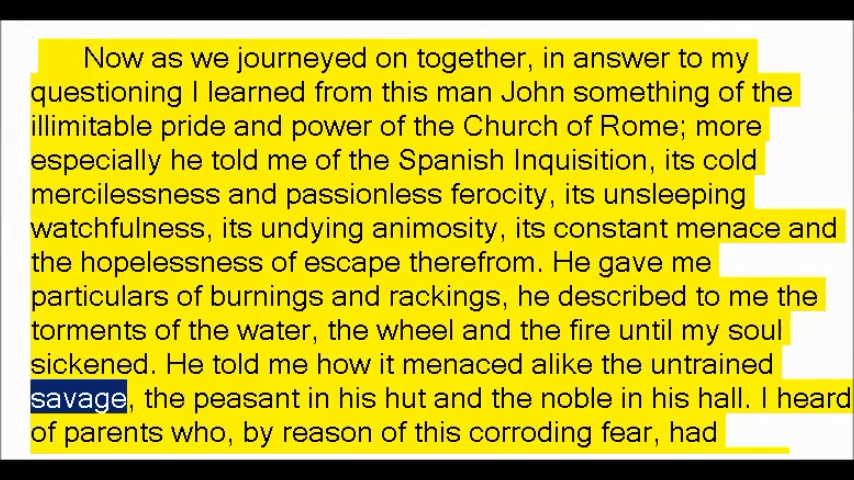 Now as we journeyed on together, in answer to my
questioning I learned from this man John something of the
illimitable pride and power of the Church of Rome; more
especially he told me of the Spanish Inquisition, its cold
mercilessness and passionless ferocity, its unsleeping
watchfulness, its undying animosity, its constant menace and
the hopelessness of escape therefrom. He gave me
particulars of burnings and rackings, he described to me the
torments of the water, the wheel and the fire until my soul
sickened. He told me how it menaced alike the untrained
savage, the peasant in his hut and the noble in his hall. I heard
of parents who, by reason of this corroding fear, had